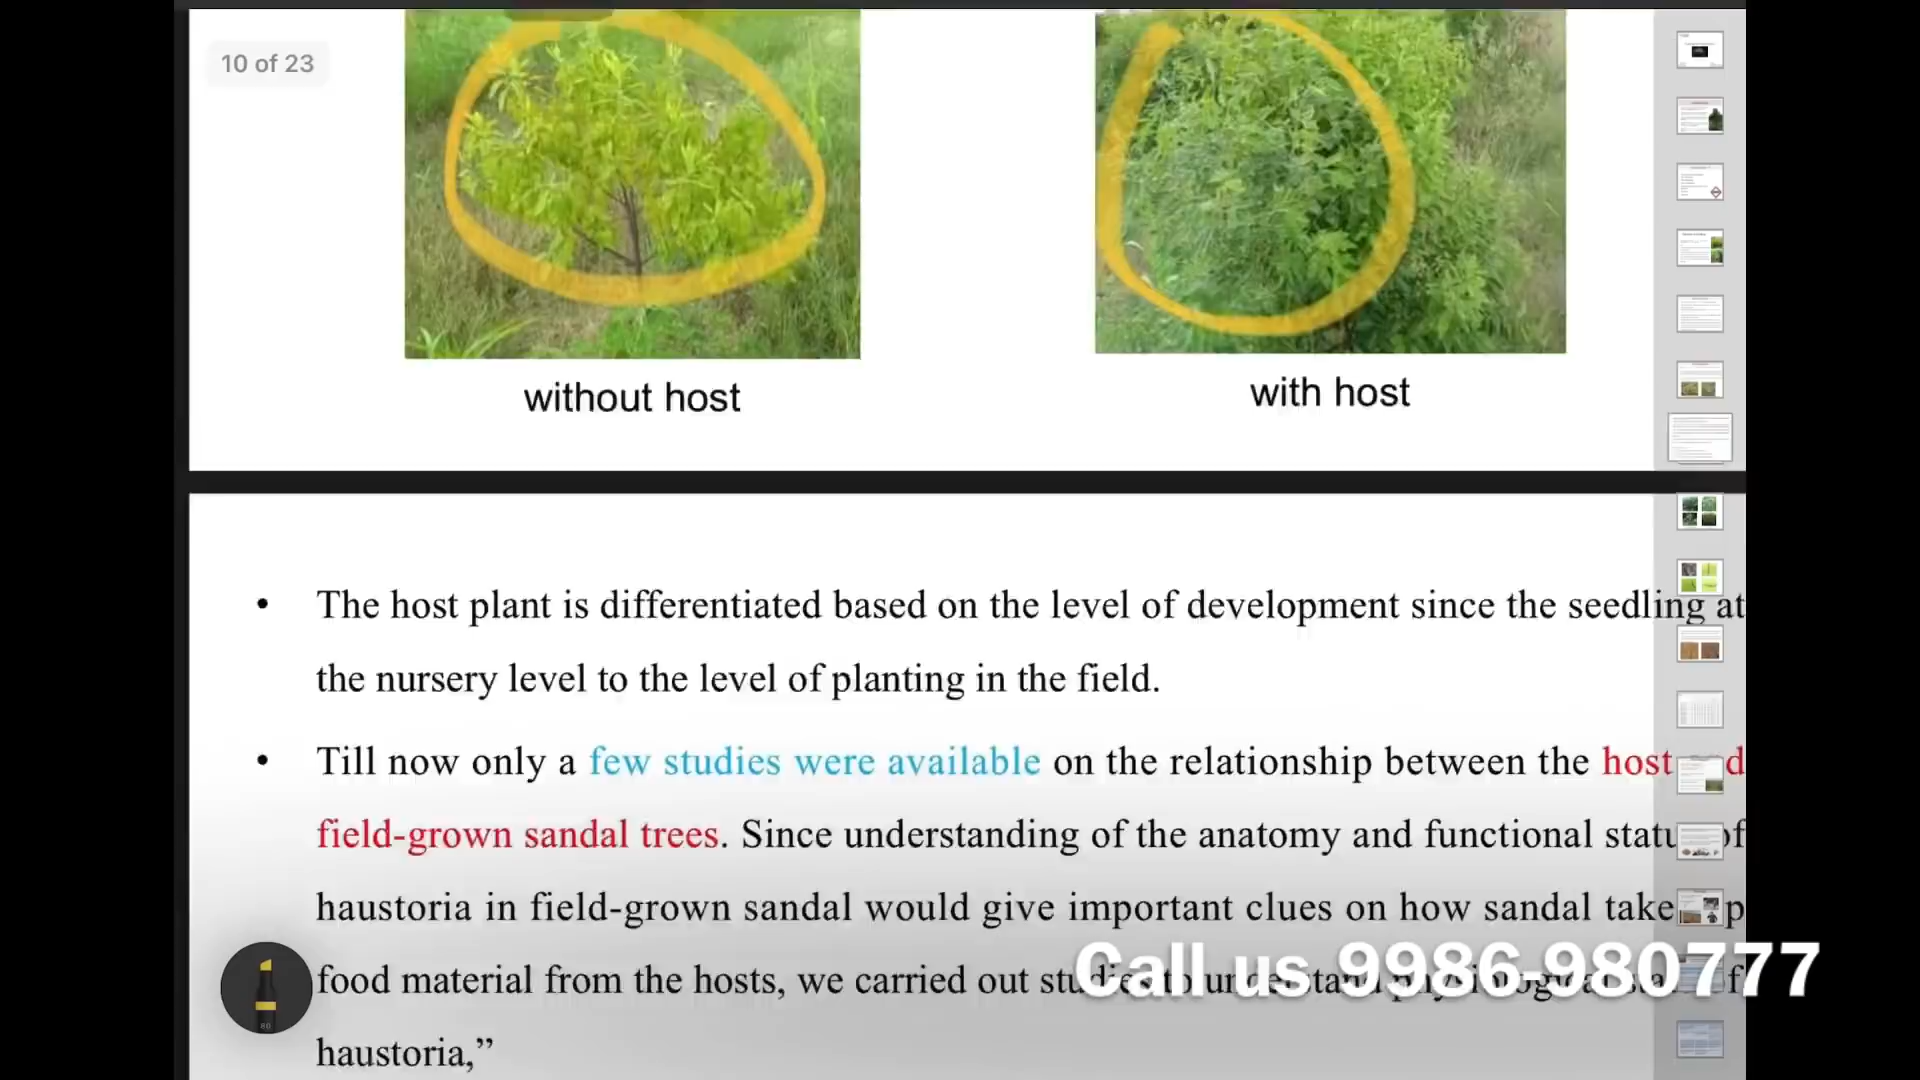 10 of 23
without host
with host
• The host plant is differentiated based on the level of development since the seedling at
the nursery level to the level of planting in the field.
• Till now only a few studies were available on the relationship between the host
field-grown sandal trees. Since understanding of the anatomy and functional of
haustoria in field-grown sandal would give important clues on how sandal take
food material from the hosts, we carried out to of
haustoria,”
Call us 9986-980777
80